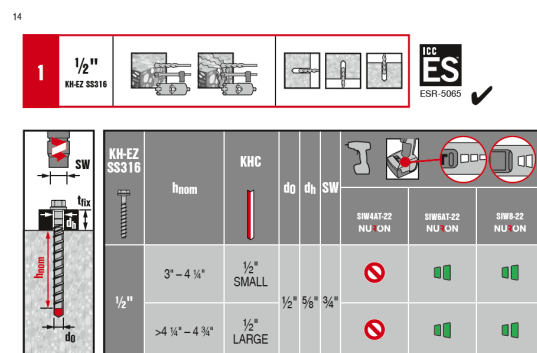 14
1
1/2"
KH-EZ SS316
ICC
ES
ESR-5065
SW
tfix
dh
hnom
d0
KH-EZ
SS316
hnom
KHC
d0
dh
SW
SIW4AT-22
NURON
SIW6AT-22
NURON
SIW8-22
NURON
1/2"
3" – 4 ¼"
1/2"
SMALL
1/2"
5/8"
3/4"
>4 ¼" – 4 ¾"
1/2"
LARGE